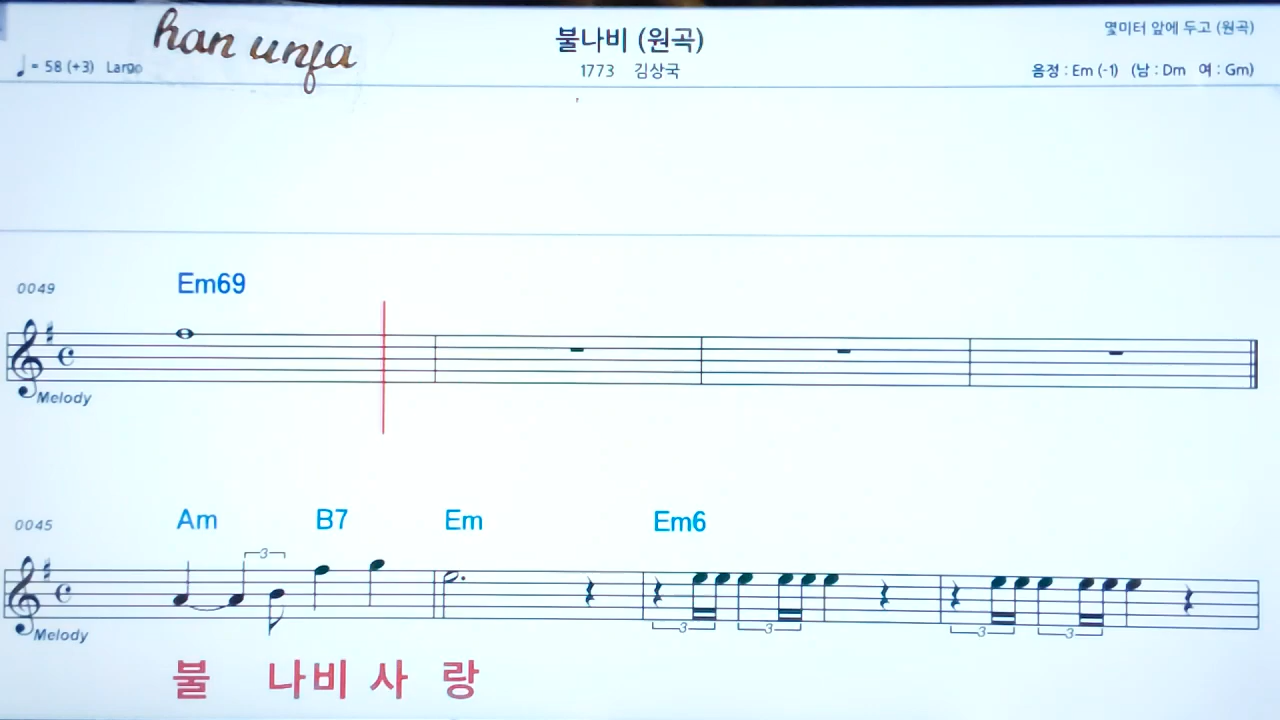 han unfa
불나비 (원곡)
몇미터 앞에 두고 (원곡)
♩ = 58 (+3) Largo
1773 김상국
음정 : Em (-1) (남 : Dm 여 : Gm)
0049
Em69
Melody
0045
Am B7 Em Em6
3 3 3 3 3
Melody
불 나비 사 랑